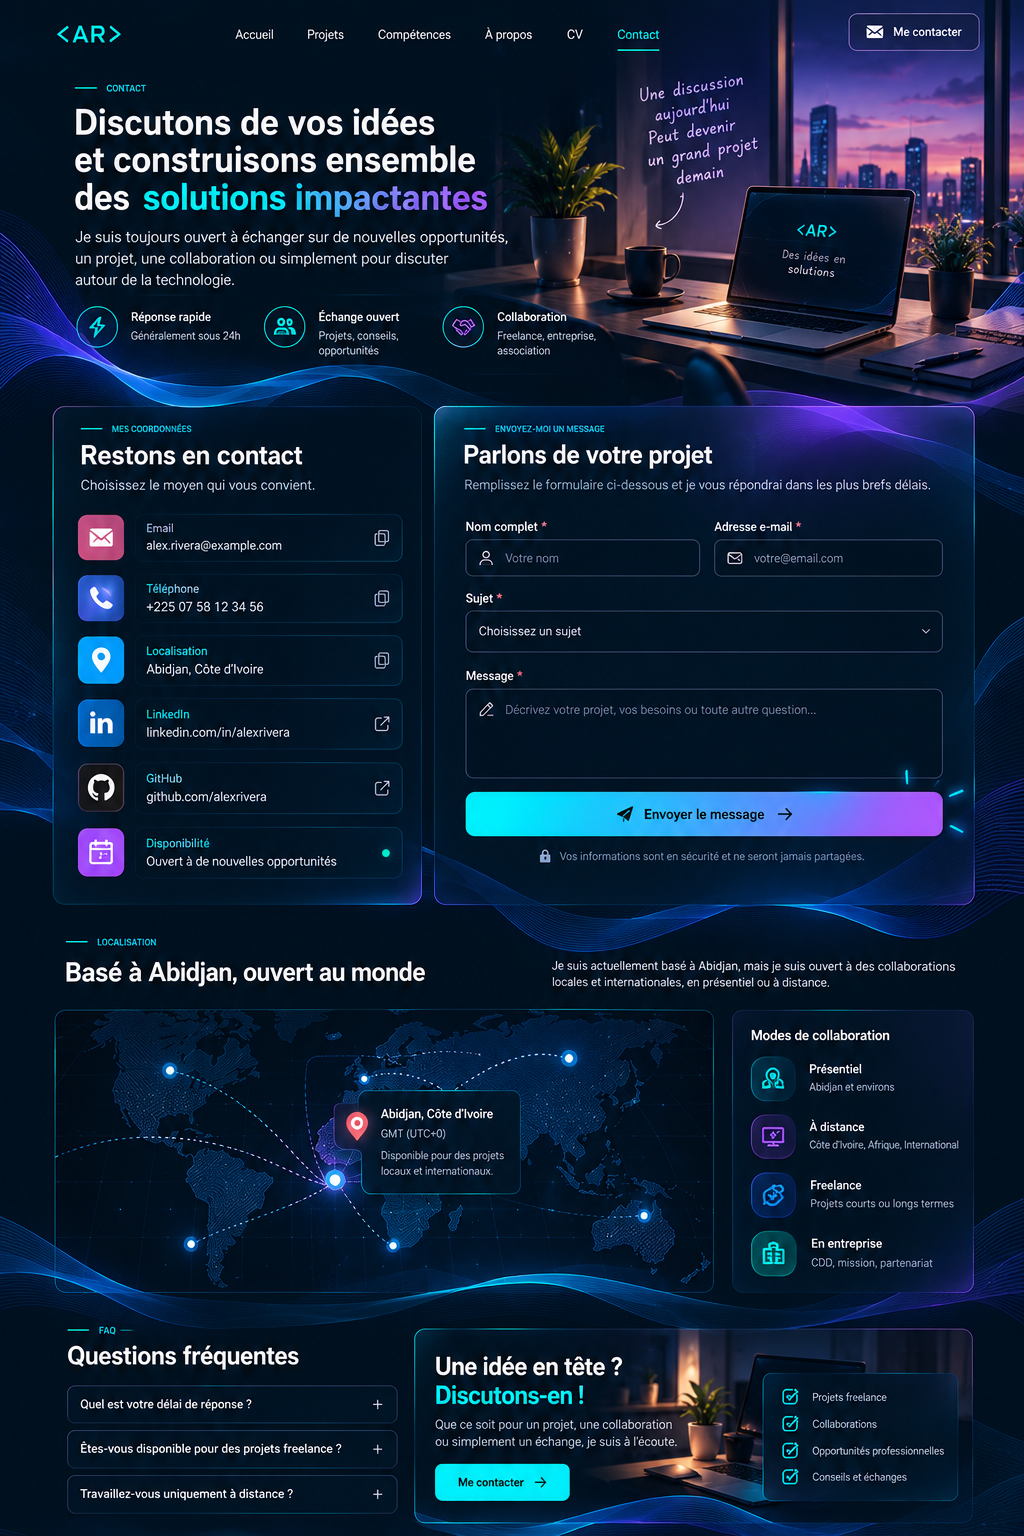 <AR>
Accueil
Projets
Compétences
À propos
CV
Contact
Me contacter
CONTACT
Discutons de vos idées
et construisons ensemble
des solutions impactantes
Je suis toujours ouvert à échanger sur de nouvelles opportunités,
un projet, une collaboration ou simplement pour discuter
autour de la technologie.
Réponse rapide
Généralement sous 24h
Échange ouvert
Projets, conseils,
opportunités
Collaboration
Freelance, entreprise,
association
Une discussion
aujourd'hui
Peut devenir
un grand projet
demain
<AR>
Des idées en
solutions
MES COORDONNÉES
Restons en contact
Choisissez le moyen qui vous convient.
Email
alex.rivera@example.com
Téléphone
+225 07 58 12 34 56
Localisation
Abidjan, Côte d'Ivoire
LinkedIn
linkedin.com/in/alexrivera
GitHub
github.com/alexrivera
Disponibilité
Ouvert à de nouvelles opportunités
ENVOYEZ-MOI UN MESSAGE
Parlons de votre projet
Remplissez le formulaire ci-dessous et je vous répondrai dans les plus brefs délais.
Nom complet *
Votre nom
Adresse e-mail *
votre@email.com
Sujet *
Choisissez un sujet
Message *
Décrivez votre projet, vos besoins ou toute autre question...
Envoyer le message
Vos informations sont en sécurité et ne seront jamais partagées.
LOCALISATION
Basé à Abidjan, ouvert au monde
Je suis actuellement basé à Abidjan, mais je suis ouvert à des collaborations
locales et internationales, en présentiel ou à distance.
Abidjan, Côte d'Ivoire
GMT (UTC+0)
Disponible pour des projets
locaux et internationaux.
Modes de collaboration
Présentiel
Abidjan et environs
À distance
Côte d'Ivoire, Afrique, International
Freelance
Projets courts ou longs termes
En entreprise
CDD, mission, partenariat
FAQ
Questions fréquentes
Quel est votre délai de réponse ?
Êtes-vous disponible pour des projets freelance ?
Travaillez-vous uniquement à distance ?
Une idée en tête ?
Discutons-en !
Que ce soit pour un projet, une collaboration
ou simplement un échange, je suis à l'écoute.
Me contacter
Projets freelance
Collaborations
Opportunités professionnelles
Conseils et échanges